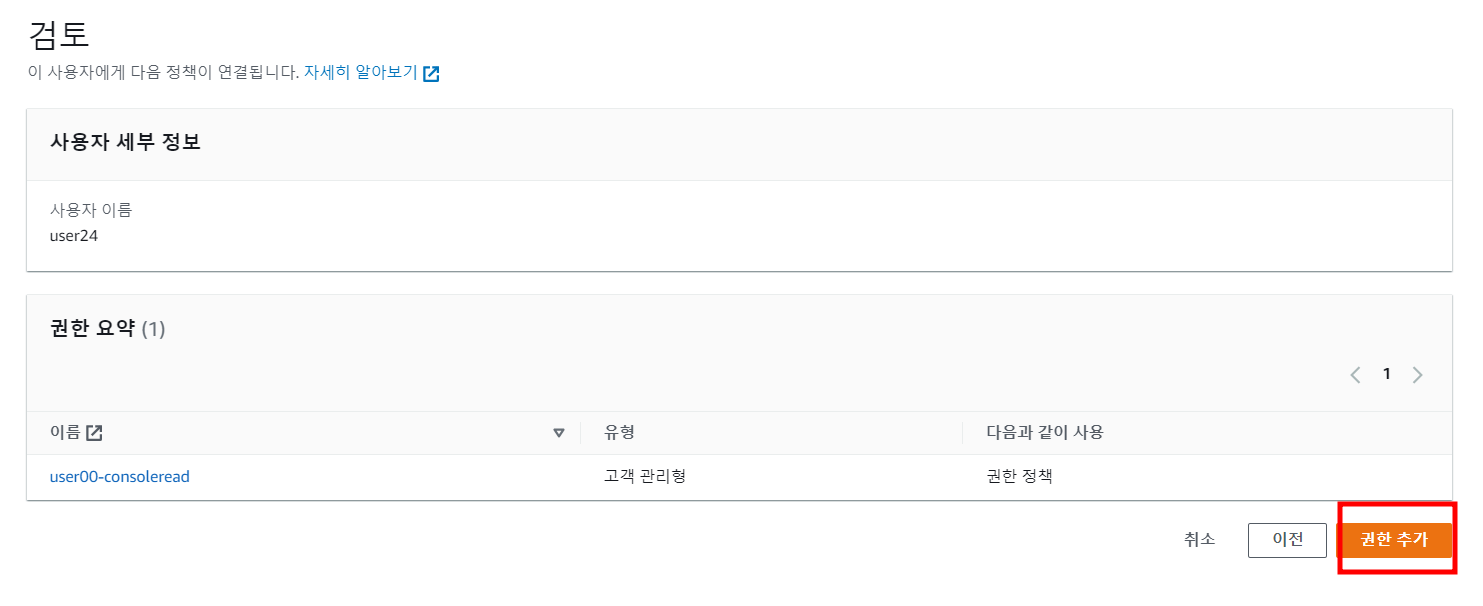 검토
이 사용자에게 다음 정책이 연결됩니다. 자세히 알아보기
사용자 세부 정보
사용자 이름
user24
권한 요약 (1)
1
이름 유형 다음과 같이 사용
user00-consoleread 고객 관리형 권한 정책
취소 이전 권한 추가